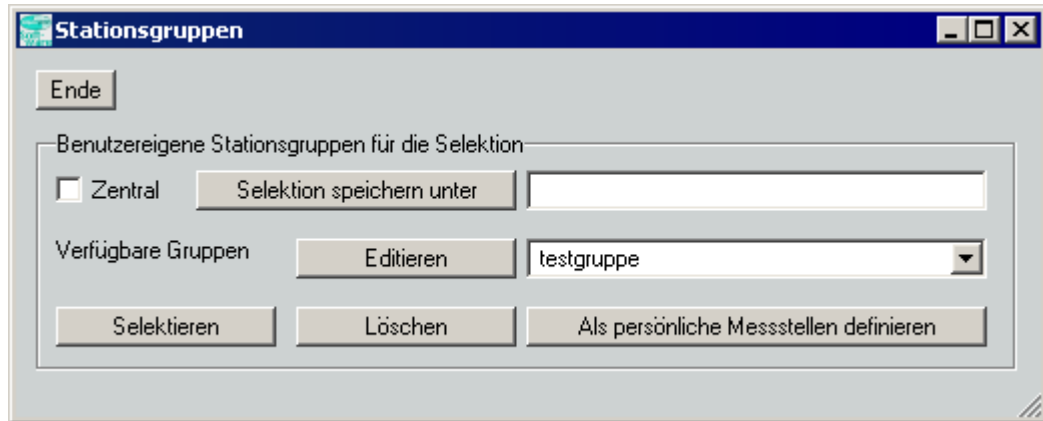 Stationsgruppen
Ende
Benutzereigene Stationsgruppen für die Selektion
Zentral Selektion speichern unter
Verfügbare Gruppen Editieren testgruppe
Selektieren Löschen Als persönliche Messstellen definieren